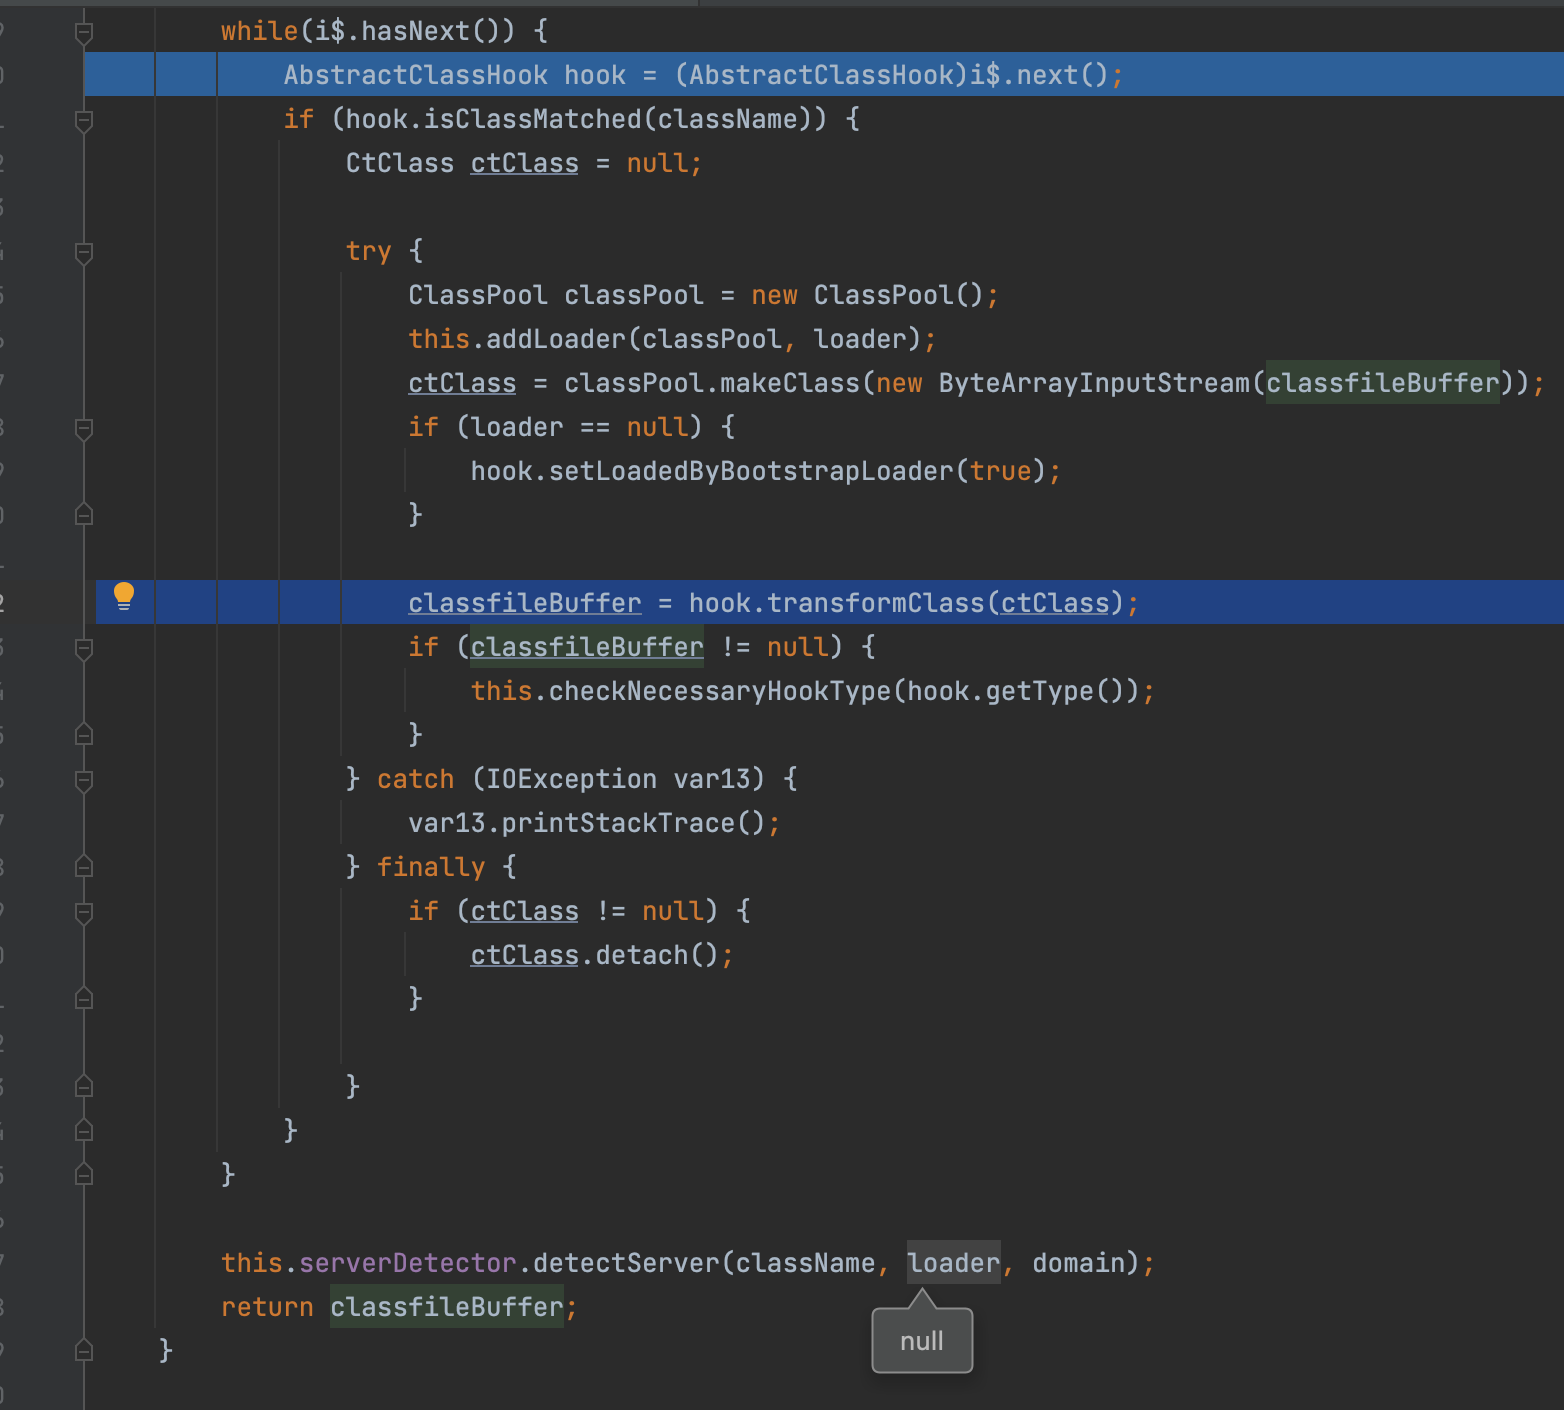 while(i$.hasNext()) {
AbstractClassHook hook = (AbstractClassHook)i$.next();
if (hook.isClassMatched(className)) {
CtClass ctClass = null;
try {
ClassPool classPool = new ClassPool();
this.addLoader(classPool, loader);
ctClass = classPool.makeClass(new ByteArrayInputStream(classfileBuffer));
if (loader == null) {
hook.setLoadedByBootstrapLoader(true);
}
classfileBuffer = hook.transformClass(ctClass);
if (classfileBuffer != null) {
this.checkNecessaryHookType(hook.getType());
}
} catch (IOException var13) {
var13.printStackTrace();
} finally {
if (ctClass != null) {
ctClass.detach();
}
}
}
}
this.serverDetector.detectServer(className, loader, domain);
return classfileBuffer;
null
}